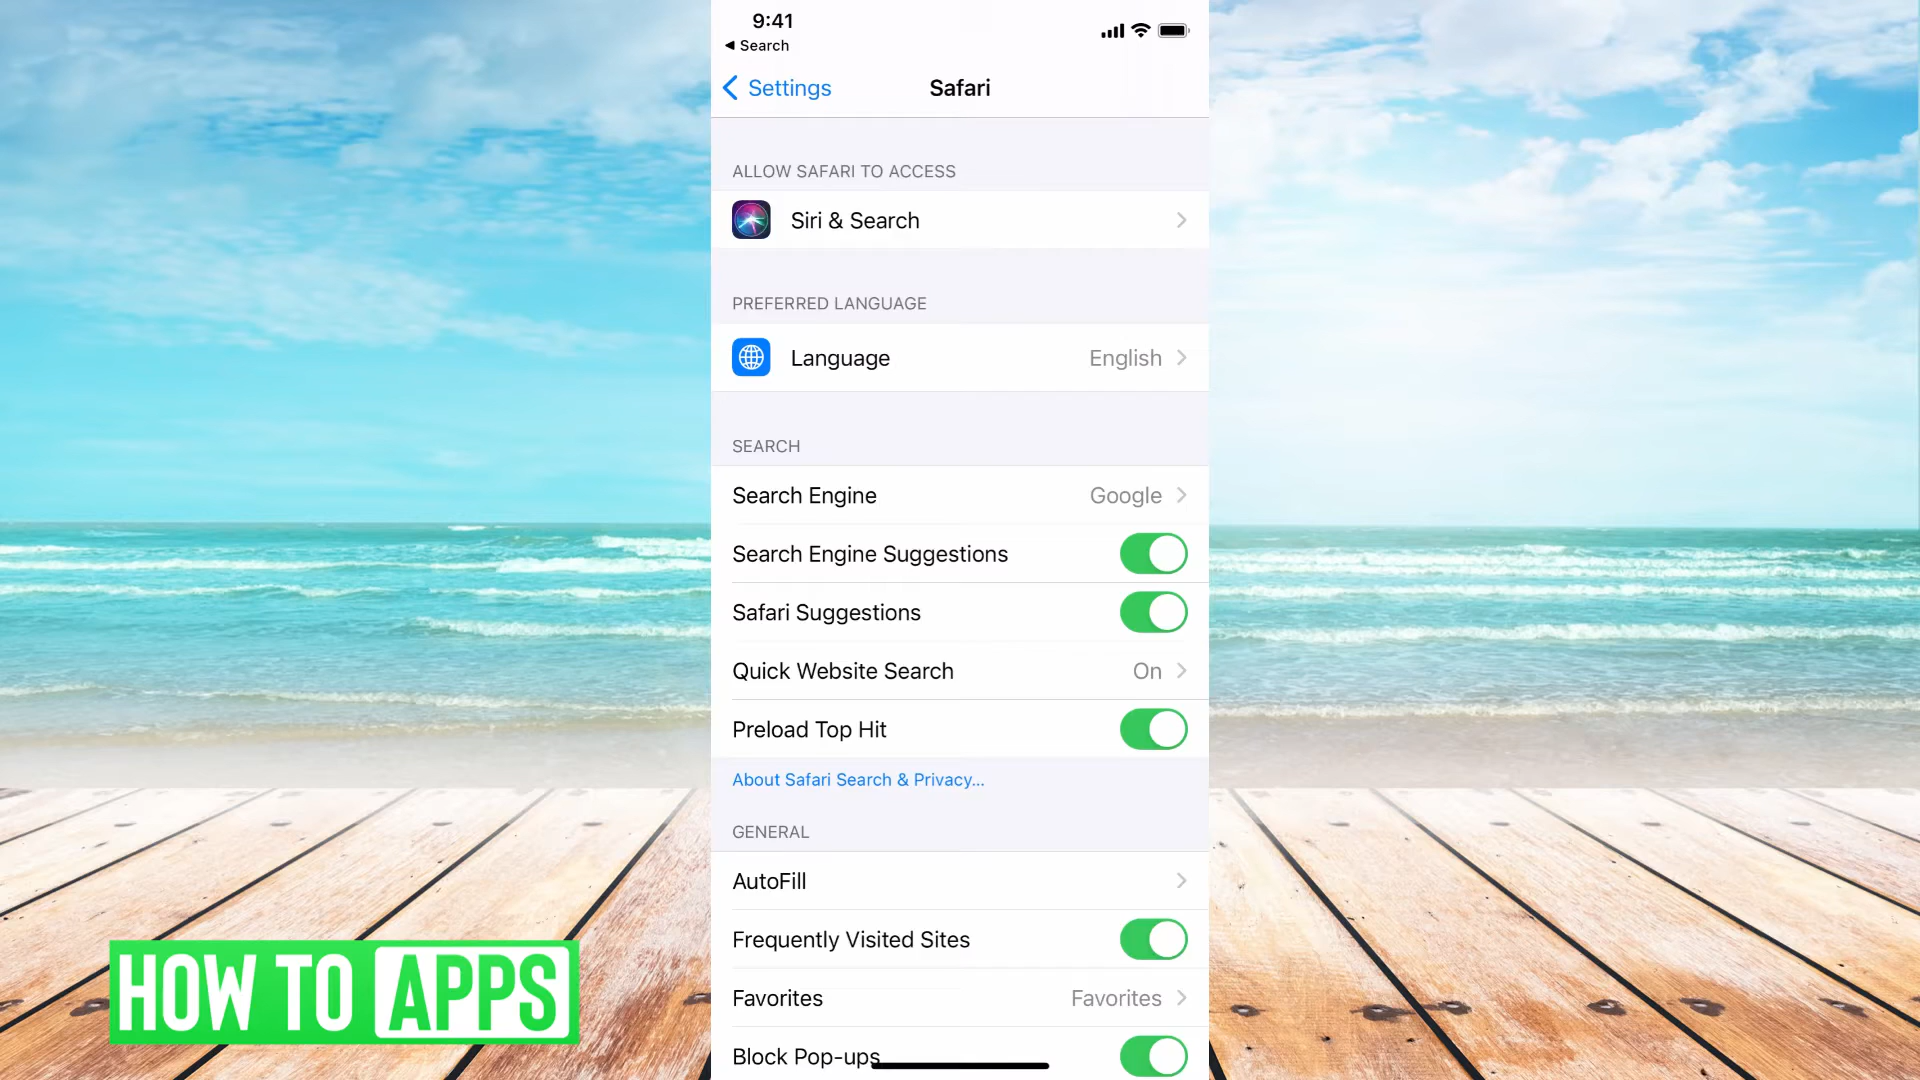 9:41
◀ Search
Settings
Safari
ALLOW SAFARI TO ACCESS
Siri & Search
PREFERRED LANGUAGE
Language English
SEARCH
Search Engine Google
Search Engine Suggestions
Safari Suggestions
Quick Website Search On
Preload Top Hit
About Safari Search & Privacy...
GENERAL
AutoFill
Frequently Visited Sites
Favorites Favorites
Block Pop-ups
HOW TO APPS